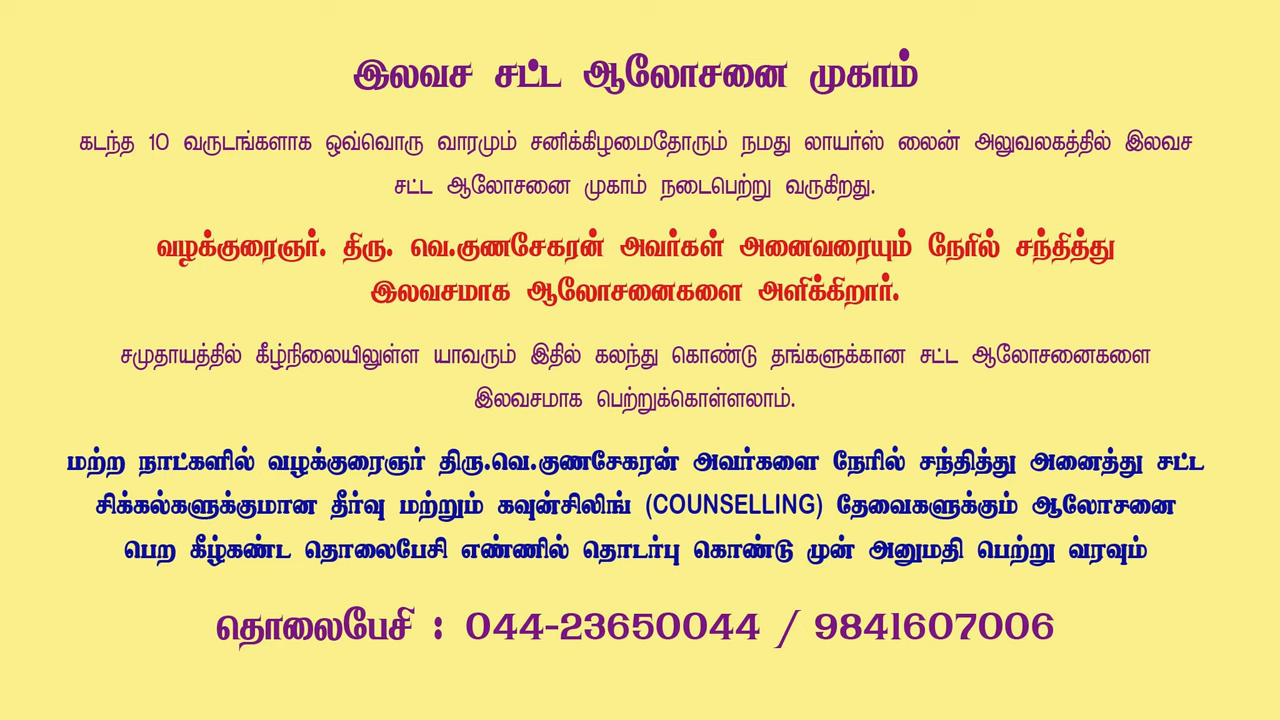 இலவச சட்ட ஆலோசனை முகாம்
கடந்த 10 வருடங்களாக ஒவ்வொரு வாரமும் சனிக்கிழமைதோரும் நமது லாயர்ஸ் லைன் அலுவலகத்தில் இலவச
சட்ட ஆலோசனை முகாம் நடைபெற்று வருகிறது.
வழக்குரைஞர். திரு. வெ.குணசேகரன் அவர்கள் அனைவரையும் நேரில் சந்தித்து
இலவசமாக ஆலோசனைகளை அளிக்கிறார்.
சமுதாயத்தில் கீழ்நிலையிலுள்ள யாவரும் இதில் கலந்து கொண்டு தங்களுக்கான சட்ட ஆலோசனைகளை
இலவசமாக பெற்றுக்கொள்ளலாம்.
மற்ற நாட்களில் வழக்குரைஞர் திரு.வெ.குணசேகரன் அவர்களை நேரில் சந்தித்து அனைத்து சட்ட
சிக்கல்களுக்குமான தீர்வு மற்றும் கவுன்சிலிங் (COUNSELLING) தேவைகளுக்கும் ஆலோசனை
பெற கீழ்கண்ட தொலைபேசி எண்ணில் தொடர்பு கொண்டு முன் அனுமதி பெற்று வரவும்
தொலைபேசி : 044-23650044 / 9841607006